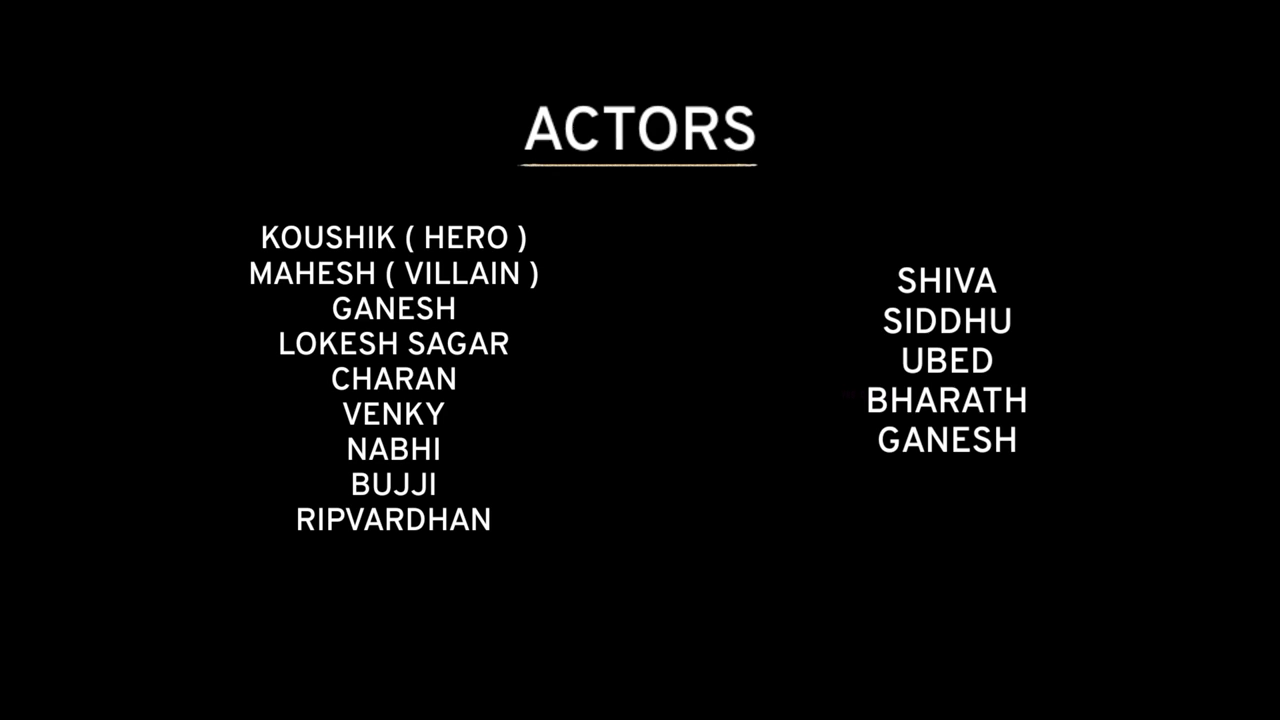 ACTORS
KOUSHIK ( HERO )
MAHESH ( VILLAIN )
GANESH
LOKESH SAGAR
CHARAN
VENKY
NABHI
BUJJI
RIPVARDHAN
SHIVA
SIDDHU
UBED
BHARATH
GANESH